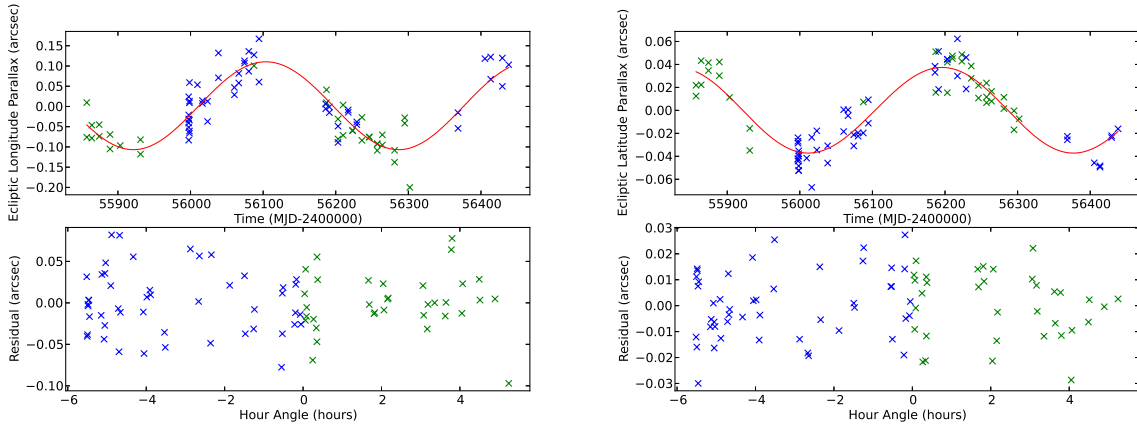 Ecliptic Longitude Parallax (arcsec)
0.15
0.10
0.05
0.00
−0.05
−0.10
−0.15
−0.20
55900 56000 56100 56200 56300 56400
Time (MJD-2400000)
Residual (arcsec)
0.05
0.00
−0.05
−0.10
−6 −4 −2 0 2 4
Hour Angle (hours)
Ecliptic Latitude Parallax (arcsec)
0.06
0.04
0.02
0.00
−0.02
−0.04
−0.06
55900 56000 56100 56200 56300 56400
Time (MJD-2400000)
Residual (arcsec)
0.03
0.02
0.01
0.00
−0.01
−0.02
−0.03
−6 −4 −2 0 2 4
Hour Angle (hours)